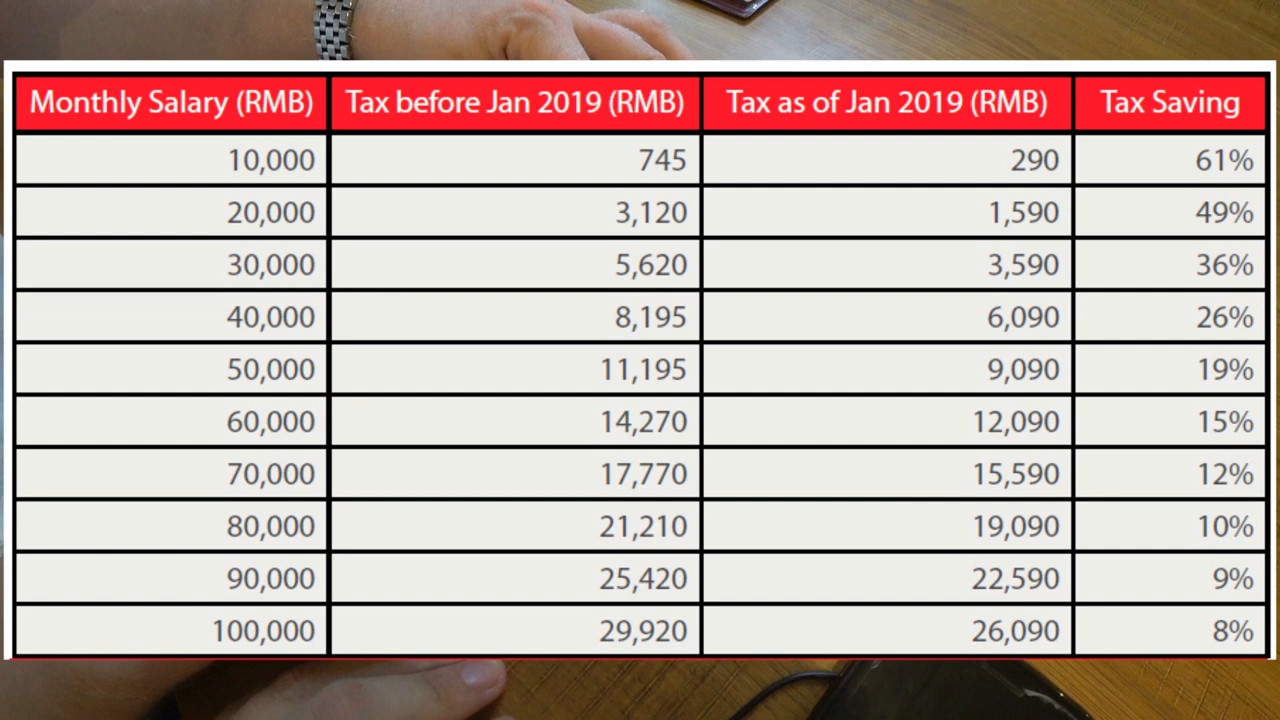 Monthly Salary (RMB) Tax before Jan 2019 (RMB) Tax as of Jan 2019 (RMB) Tax Saving
10,000 745 290 61%
20,000 3,120 1,590 49%
30,000 5,620 3,590 36%
40,000 8,195 6,090 26%
50,000 11,195 9,090 19%
60,000 14,270 12,090 15%
70,000 17,770 15,590 12%
80,000 21,210 19,090 10%
90,000 25,420 22,590 9%
100,000 29,920 26,090 8%